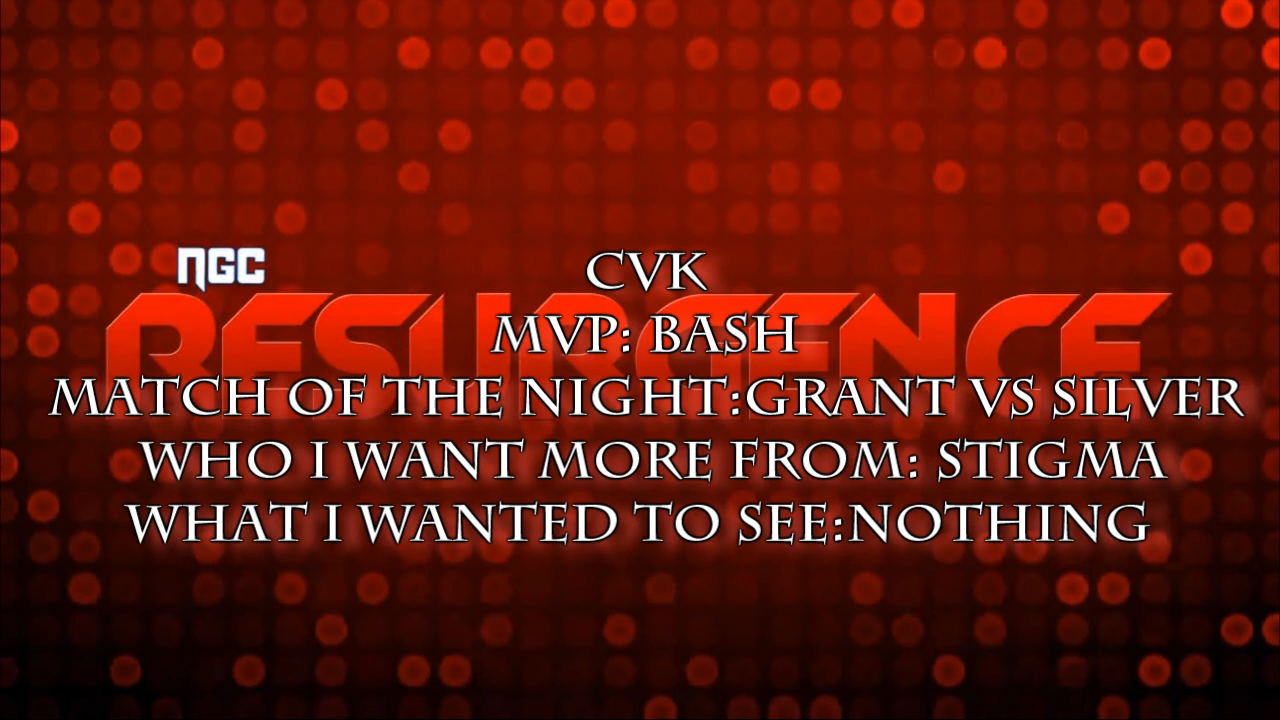 NGC
RESURGENCE
CVK
MVP: BASH
MATCH OF THE NIGHT:GRANT VS SILVER
WHO I WANT MORE FROM: STIGMA
WHAT I WANTED TO SEE:NOTHING